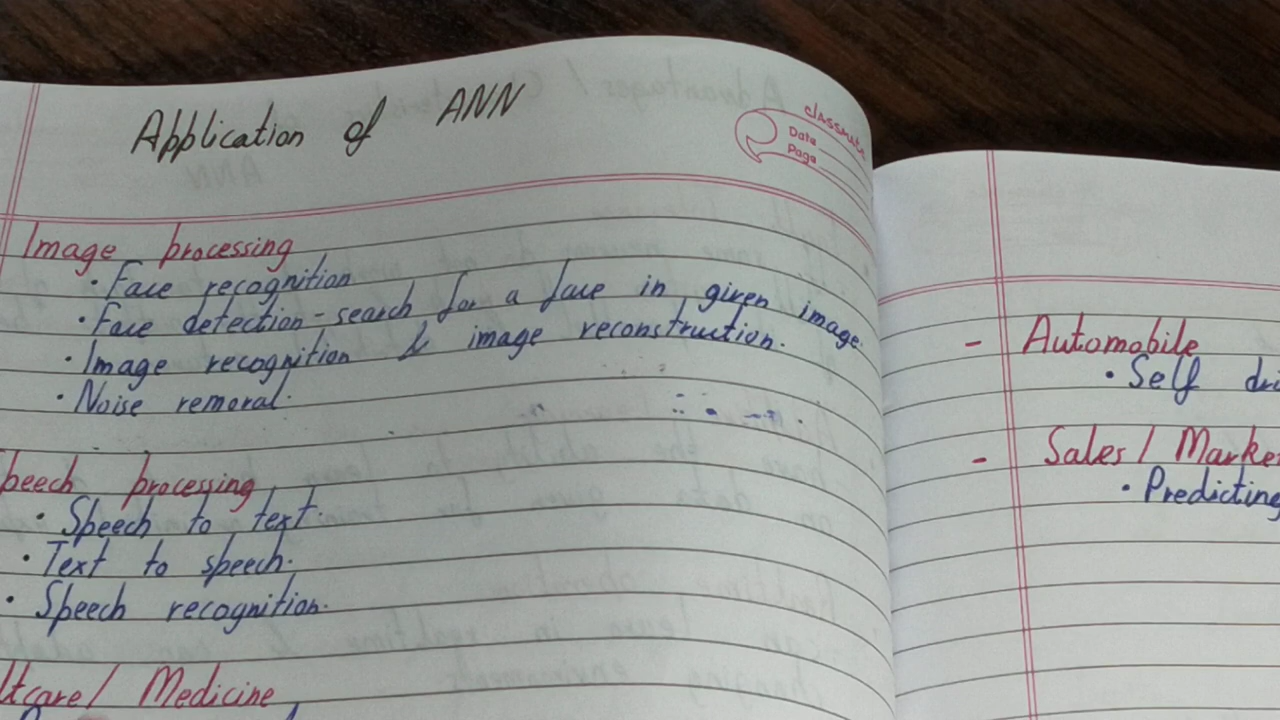 Application of ANN
classmate
Date
Page
Image processing
• Face recognition
• Face detection - search for a face in given image.
• Image recognition & image reconstruction.
• Noise removal.
peech processing
• Speech to text.
• Text to speech.
• Speech recognition.
ltcare / Medicine
- Automobile
• Self dri
- Sales / Marke
• Predicting